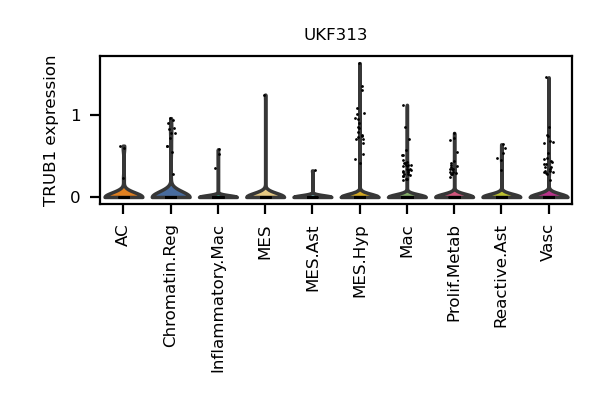 UKF313
TRUB1 expression
1
0
AC
Chromatin.Reg
Inflammatory.Mac
MES
MES.Ast
MES.Hyp
Mac
Prolif.Metab
Reactive.Ast
Vasc